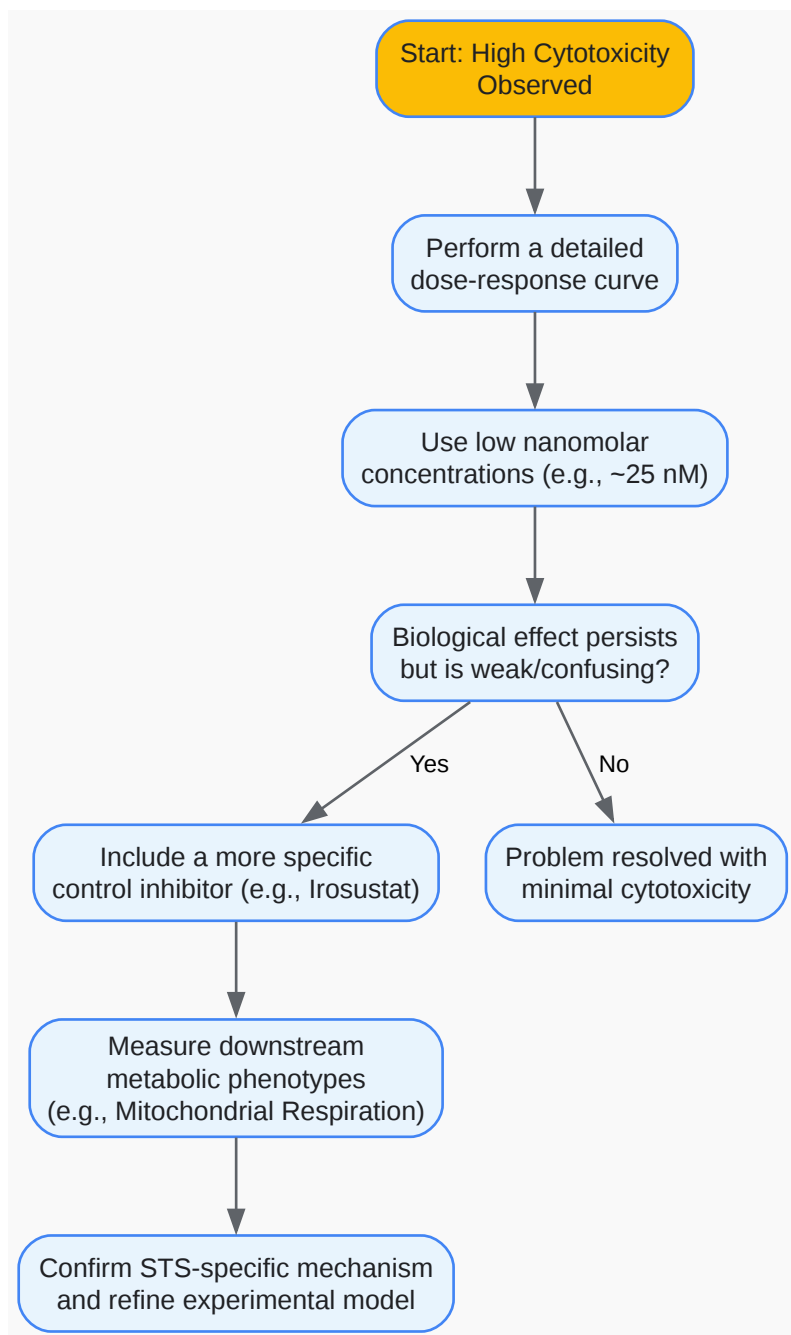 Start: High Cytotoxicity
Observed
Perform a detailed
dose-response curve
Use low nanomolar
concentrations (e.g., ~25 nM)
Biological effect persists
but is weak/confusing?
Yes
No
Include a more specific
control inhibitor (e.g., Irosustat)
Problem resolved with
minimal cytotoxicity
Measure downstream
metabolic phenotypes
(e.g., Mitochondrial Respiration)
Confirm STS-specific mechanism
and refine experimental model